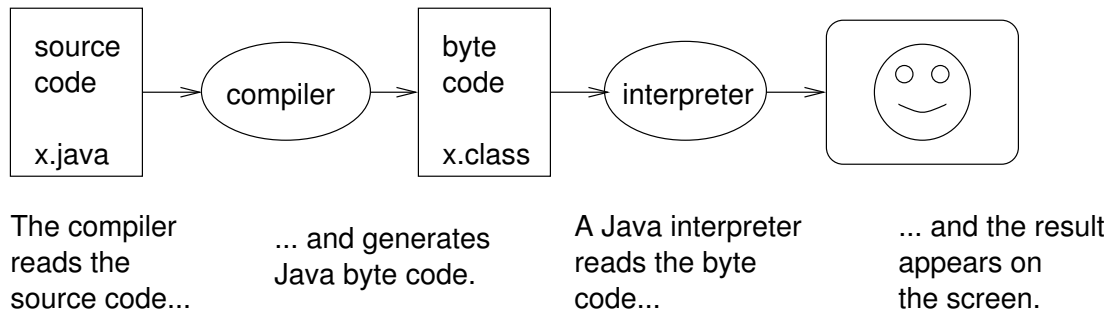 source
code
x.java
compiler
byte
code
x.class
interpreter
The compiler
reads the
source code...
... and generates
Java byte code.
A Java interpreter
reads the byte
code...
... and the result
appears on
the screen.